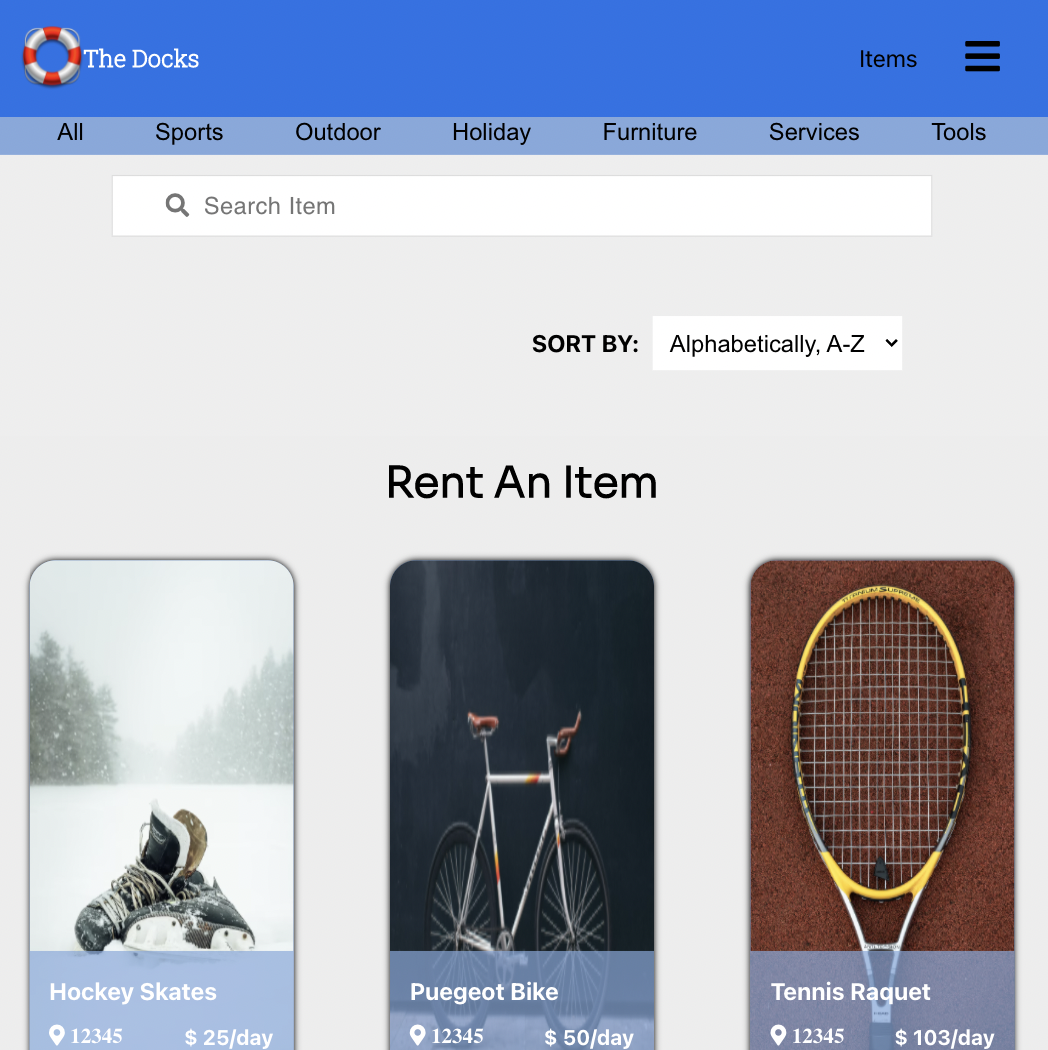 The Docks
Items
All Sports Outdoor Holiday Furniture Services Tools
Search Item
SORT BY: Alphabetically, A-Z
Rent An Item
TITANIUM SUPREME
Hockey Skates Puegeot Bike Tennis Raquet
12345 $ 25/day 12345 $ 50/day 12345 $ 103/day